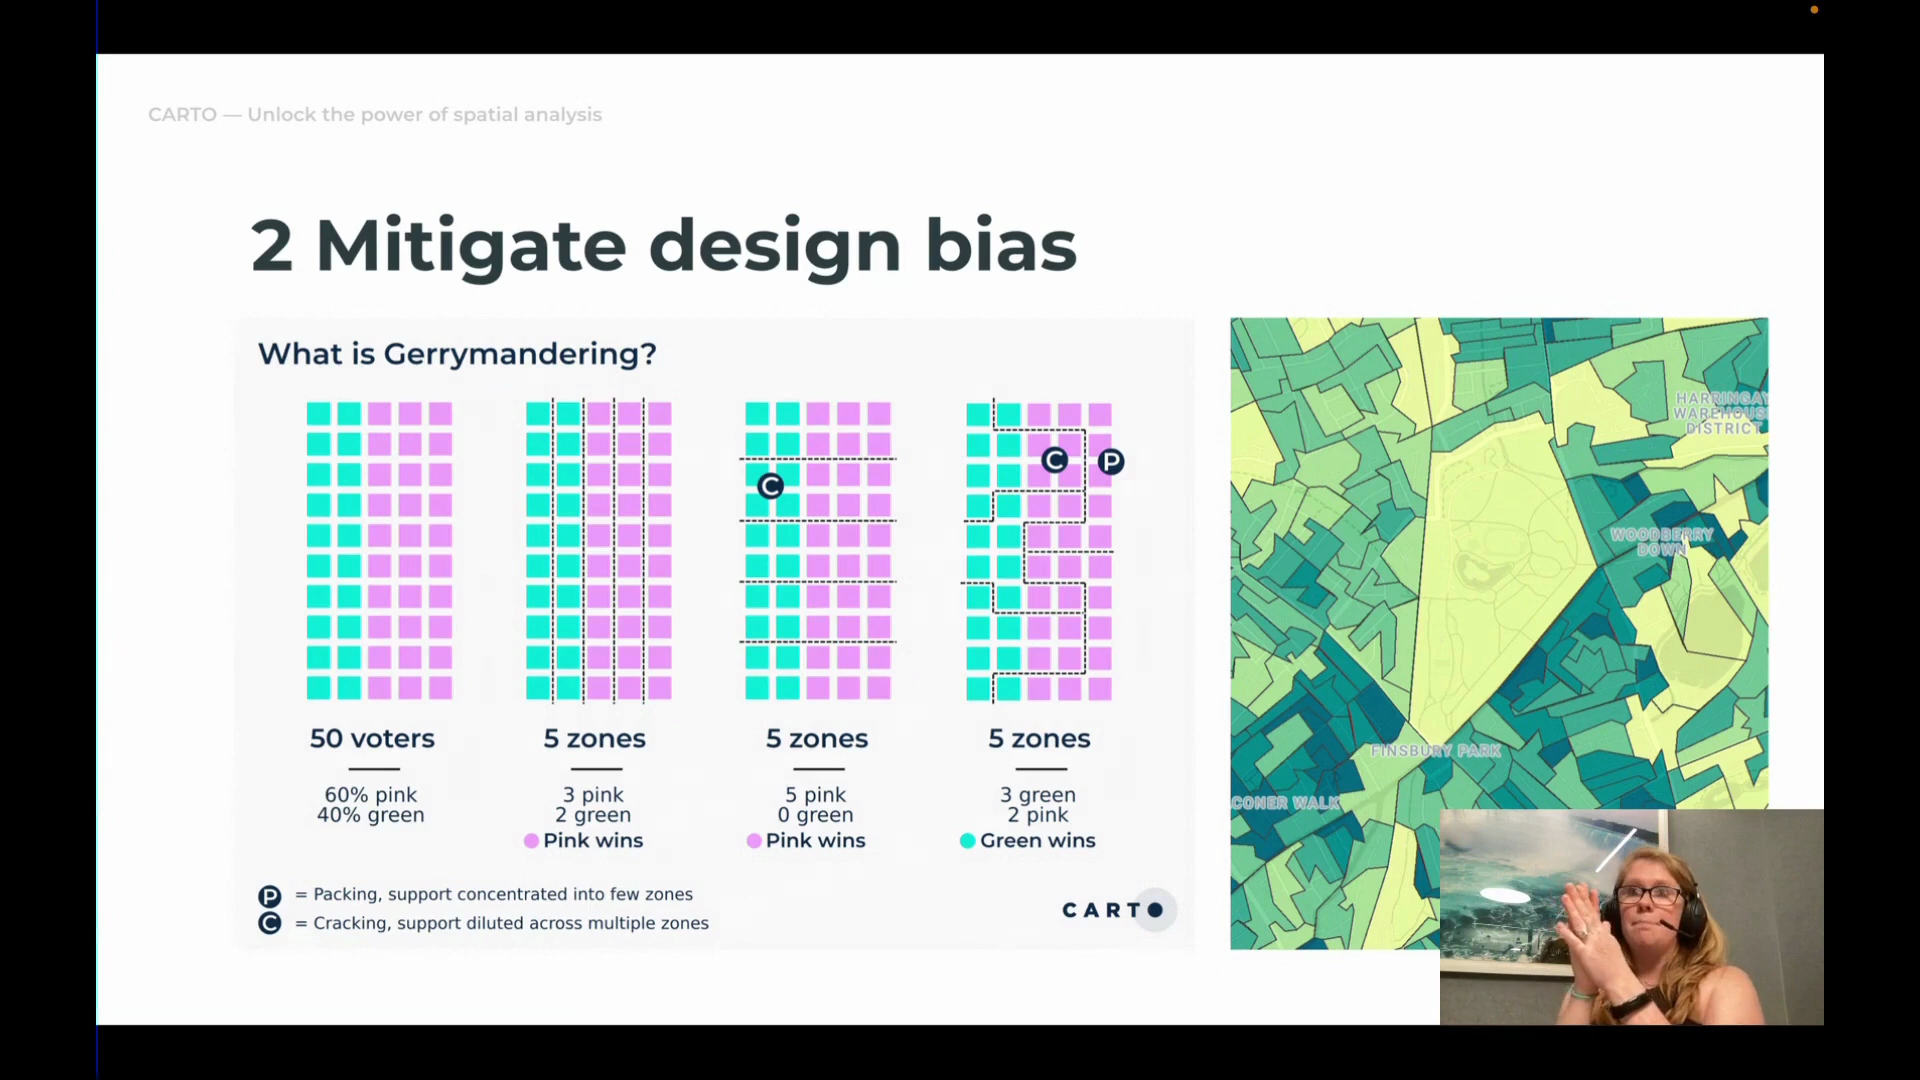 CARTO — Unlock the power of spatial analysis
2 Mitigate design bias
What is Gerrymandering?
C
C
P
50 voters
60% pink
40% green
5 zones
3 pink
2 green
Pink wins
5 zones
5 pink
0 green
Pink wins
5 zones
3 green
2 pink
Green wins
P = Packing, support concentrated into few zones
C = Cracking, support diluted across multiple zones
CARTO
HARRINGAY
WAREHOUS
DISTRICT
WOODBERRY
DOWN
FINSBURY PARK
CONER WALK